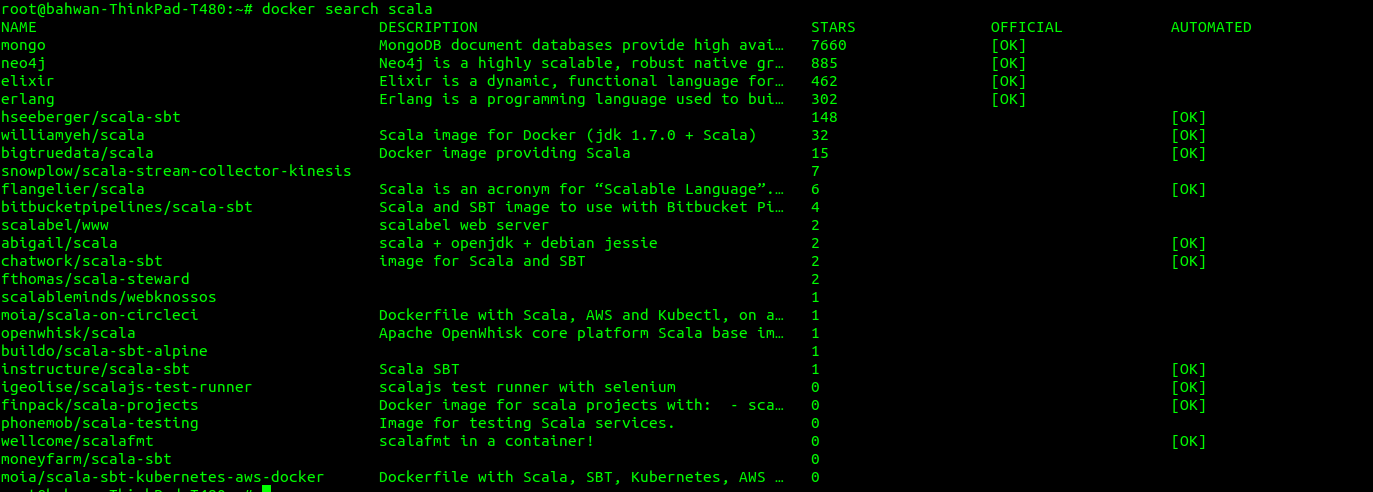 root@bahwan-ThinkPad-T480:~# docker search scala
NAME DESCRIPTION STARS OFFICIAL AUTOMATED
mongo MongoDB document databases provide high avai… 7660 [OK]
neo4j Neo4j is a highly scalable, robust native gr… 885 [OK]
elixir Elixir is a dynamic, functional language for… 462 [OK]
erlang Erlang is a programming language used to bui… 302 [OK]
hseeberger/scala-sbt 148 [OK]
williamyeh/scala Scala image for Docker (jdk 1.7.0 + Scala) 32 [OK]
bigtruedata/scala Docker image providing Scala 15 [OK]
snowplow/scala-stream-collector-kinesis 7
flangelier/scala Scala is an acronym for “Scalable Language”.… 6 [OK]
bitbucketpipelines/scala-sbt Scala and SBT image to use with Bitbucket Pi… 4
scalabel/www scalabel web server 2
abigail/scala scala + openjdk + debian jessie 2 [OK]
chatwork/scala-sbt image for Scala and SBT 2 [OK]
fthomas/scala-steward 2
scalableminds/webknossos 1
moia/scala-on-circleci Dockerfile with Scala, AWS and Kubectl, on a… 1
openwhisk/scala Apache OpenWhisk core platform Scala base im… 1
buildo/scala-sbt-alpine 1
instructure/scala-sbt Scala SBT 1 [OK]
igeolise/scalajs-test-runner scalajs test runner with selenium 0 [OK]
finpack/scala-projects Docker image for scala projects with:  - sca… 0 [OK]
phonemob/scala-testing Image for testing Scala services. 0
wellcome/scalafmt scalafmt in a container! 0 [OK]
moneyfarm/scala-sbt 0
moia/scala-sbt-kubernetes-aws-docker Dockerfile with Scala, SBT, Kubernetes, AWS … 0
root@bahwan-ThinkPad-T480:~#